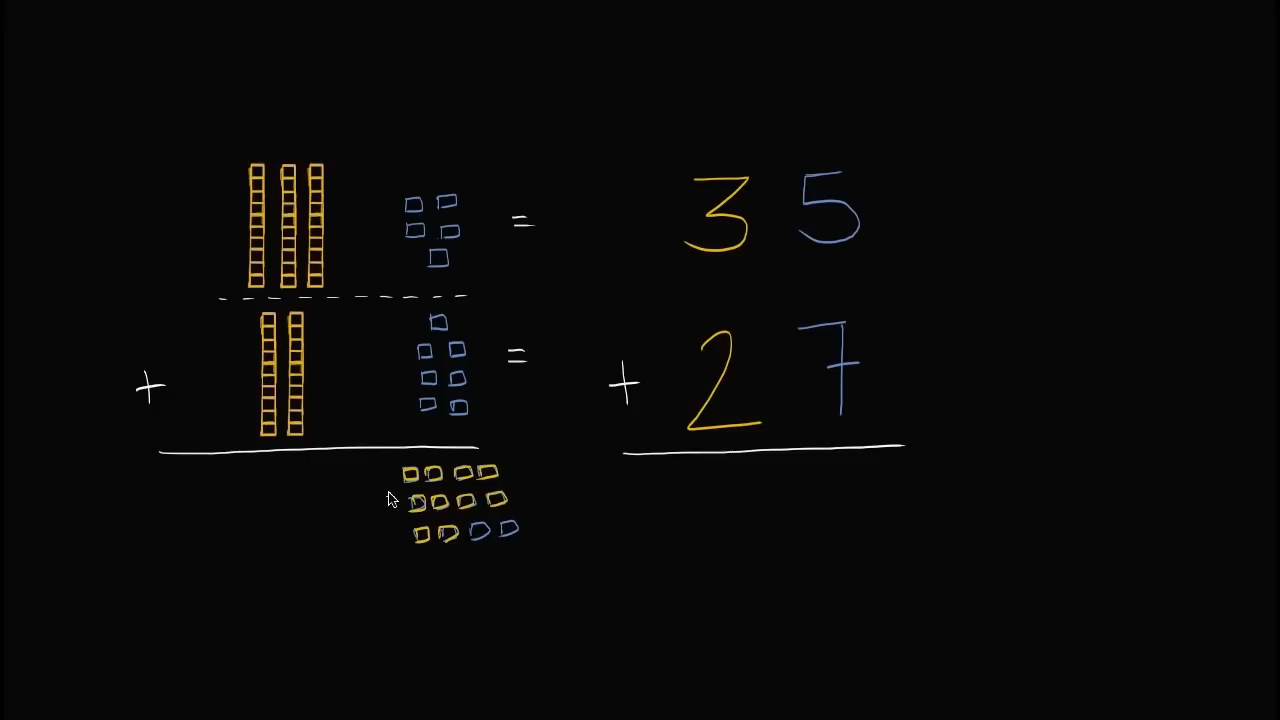 = 35
+ = + 27